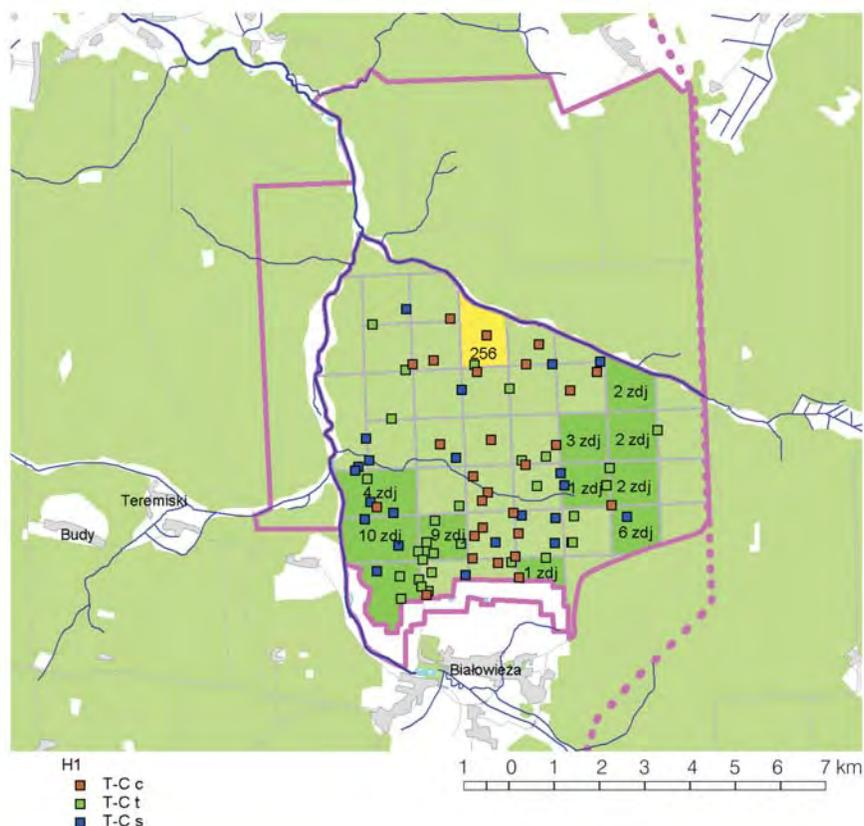 256
2 zdj
3 zdj 2 zdj
4 zdj 1 zdj 2 zdj
10 zdj 9 zdj 6 zdj
1 zdj
Teremiski
Budy
Białowieża
H1
T-C c
T-C t
T-C s
1 0 1 2 3 4 5 6 7 km